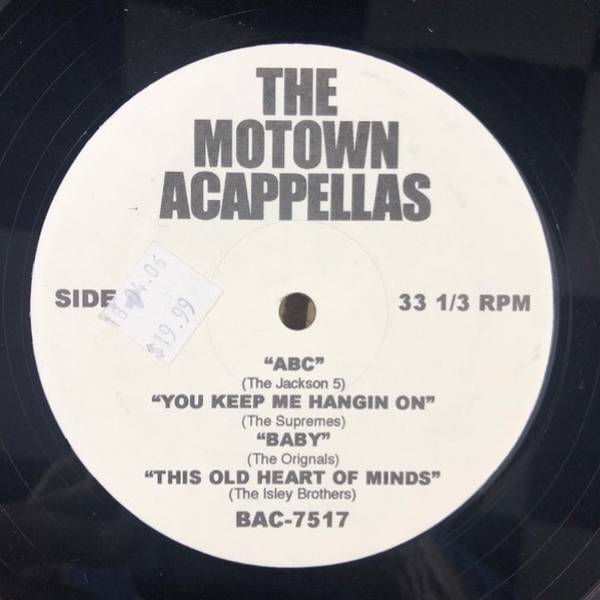 THE
MOTOWN
ACAPPELLAS
SIDE
33 1/3 RPM
$19.99
“ABC”
(The Jackson 5)
“YOU KEEP ME HANGIN ON”
(The Supremes)
“BABY”
(The Orignals)
“THIS OLD HEART OF MINDS”
(The Isley Brothers)
BAC-7517